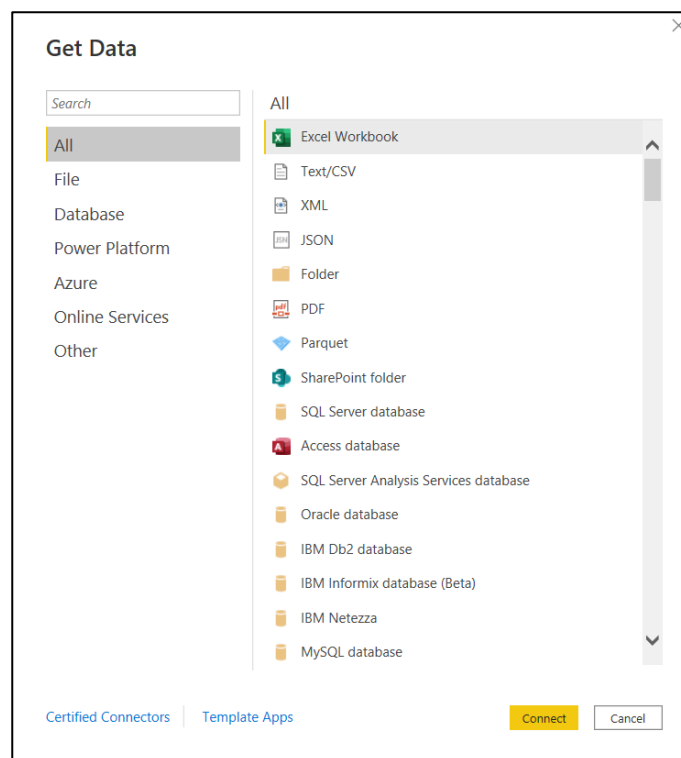 Get Data
Search
All
File
Database
Power Platform
Azure
Online Services
Other
All
Excel Workbook
Text/CSV
XML
JSON
Folder
PDF
Parquet
SharePoint folder
SQL Server database
Access database
SQL Server Analysis Services database
Oracle database
IBM Db2 database
IBM Informix database (Beta)
IBM Netezza
MySQL database
Certified Connectors
Template Apps
Connect
Cancel